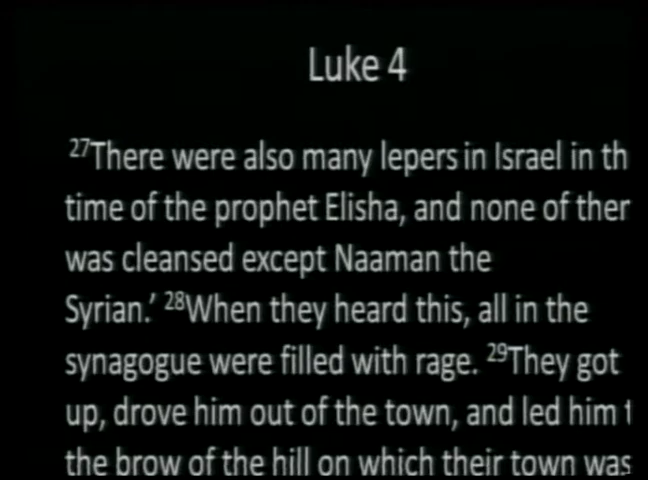 Luke 4
27There were also many lepers in Israel in th
time of the prophet Elisha, and none of ther
was cleansed except Naaman the
Syrian.’ 28When they heard this, all in the
synagogue were filled with rage. 29They got
up, drove him out of the town, and led him t
the brow of the hill on which their town was